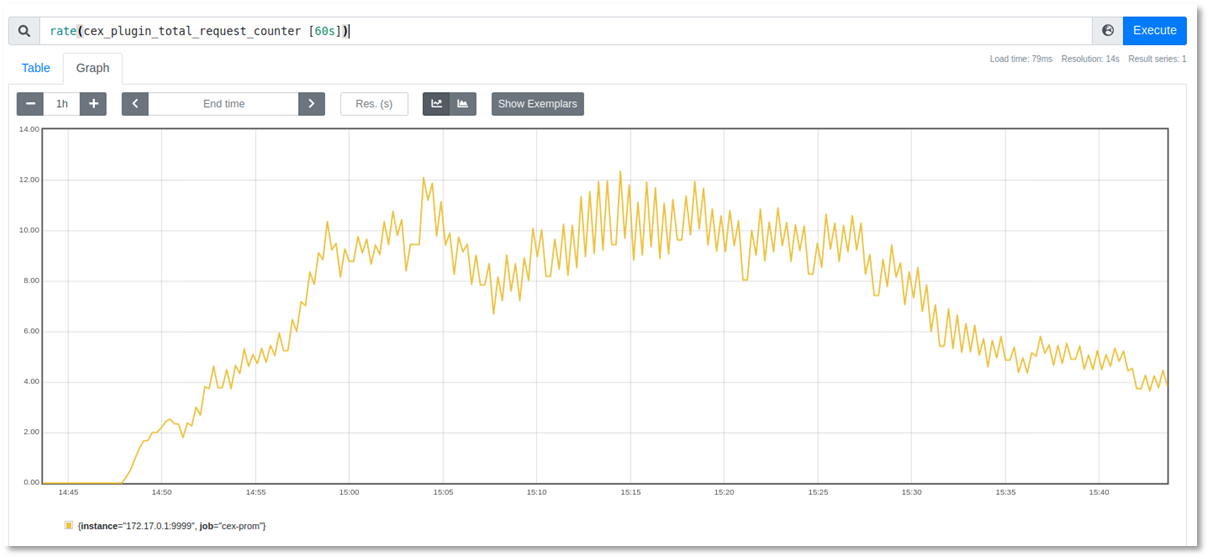 rate(cex_plugin_total_request_counter [60s])
Execute
Load time: 79ms Resolution: 14s Result series: 1
Table Graph
1h End time Res. (s) Show Exemplars
14.00
12.00
10.00
8.00
6.00
4.00
2.00
0.00
14:45 14:50 14:55 15:00 15:05 15:10 15:15 15:20 15:25 15:30 15:35 15:40
{instance="172.17.0.1:9999", job="cex-prom"}